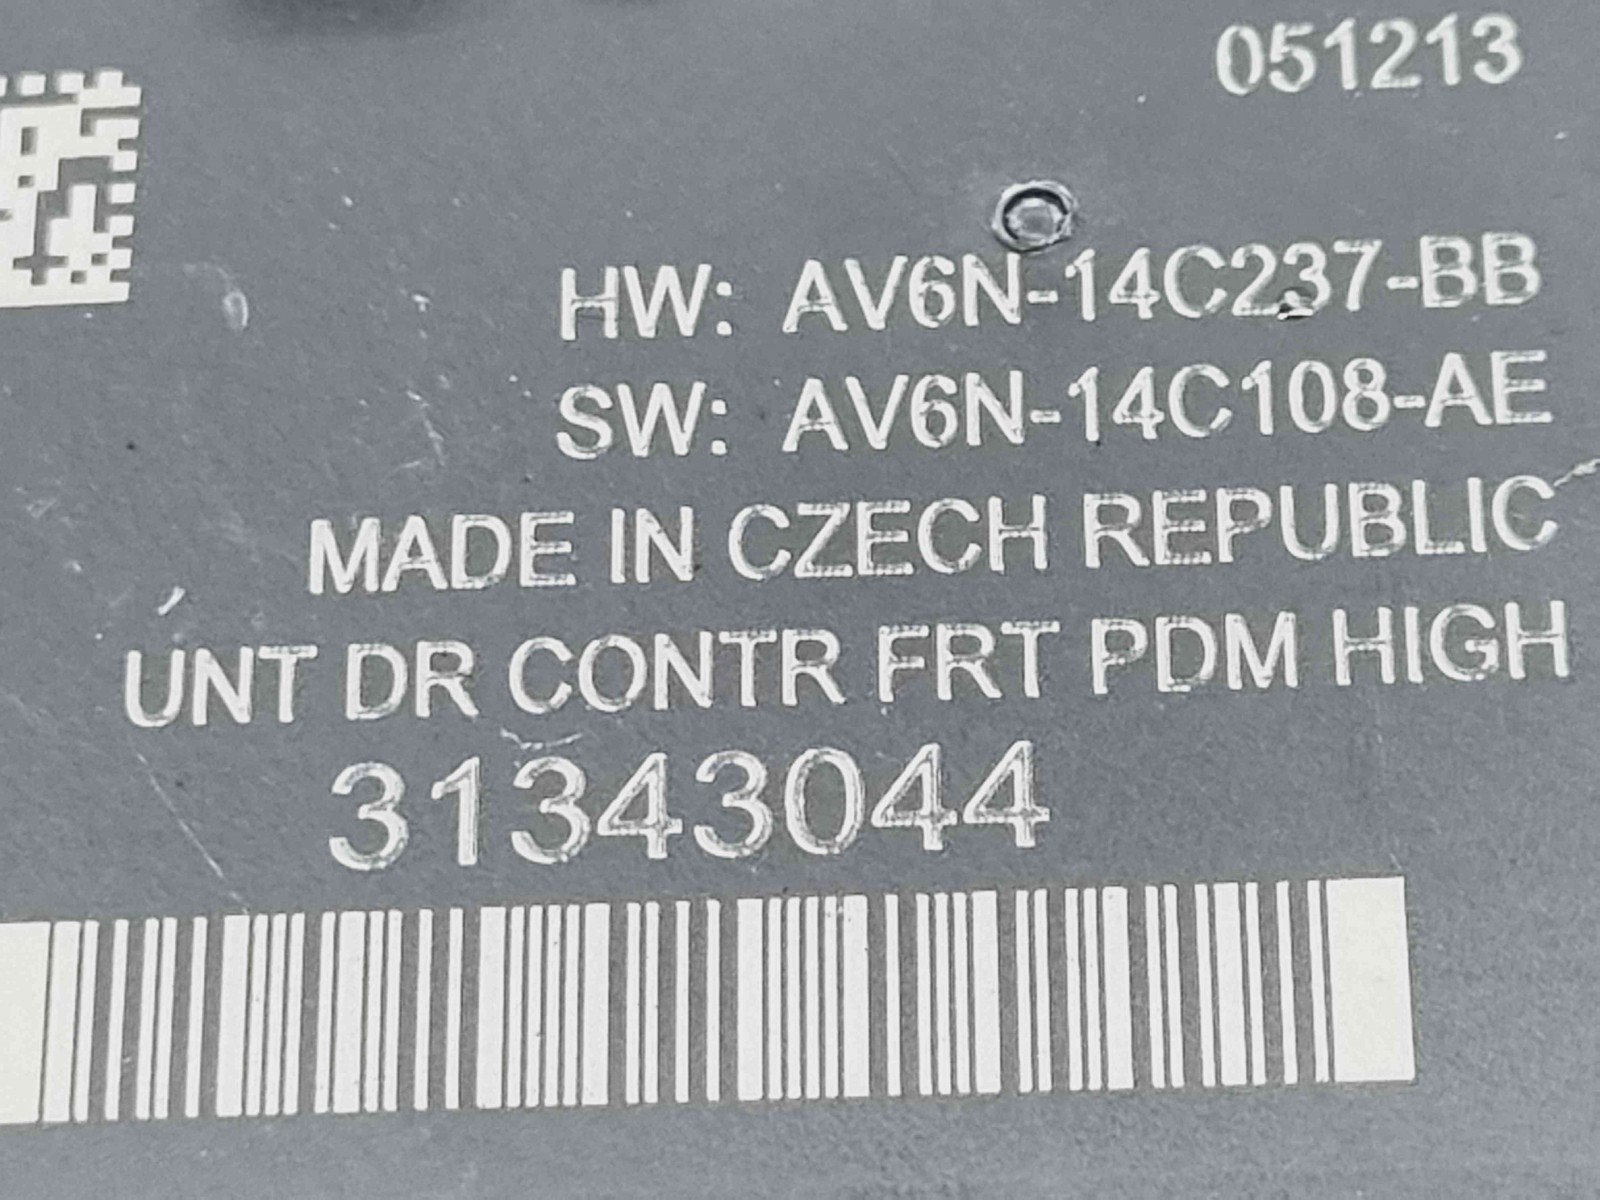 051213
HW: AV6N-14C237-BB
SW: AV6N-14C108-AE
MADE IN CZECH REPUBLIC
UNT DR CONTR FRT PDM HIGH
31343044